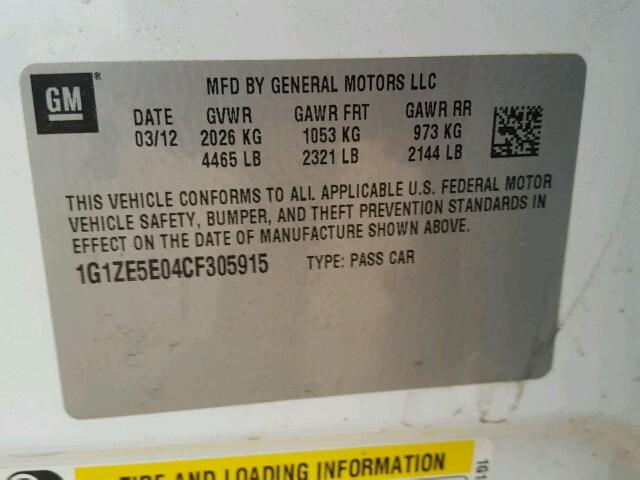 GM ®
MFD BY GENERAL MOTORS LLC
DATE GVWR GAWR FRT GAWR RR
03/12 2026 KG 1053 KG 973 KG
4465 LB 2321 LB 2144 LB
THIS VEHICLE CONFORMS TO ALL APPLICABLE U.S. FEDERAL MOTOR
VEHICLE SAFETY, BUMPER, AND THEFT PREVENTION STANDARDS IN
EFFECT ON THE DATE OF MANUFACTURE SHOWN ABOVE.
1G1ZE5E04CF305915 TYPE: PASS CAR
TIRE AND LOADING INFORMATION
1G1